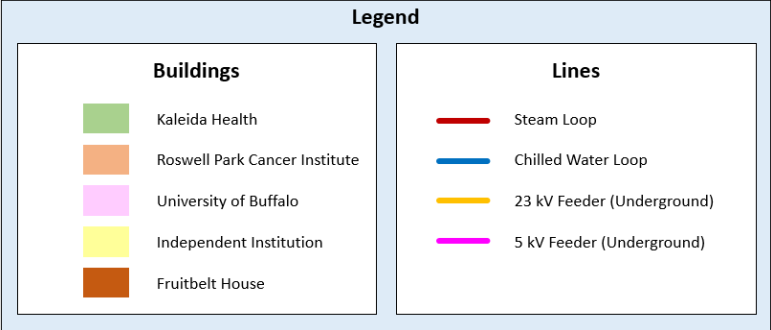 Legend
Buildings
Kaleida Health
Roswell Park Cancer Institute
University of Buffalo
Independent Institution
Fruitbelt House
Lines
Steam Loop
Chilled Water Loop
23 kV Feeder (Underground)
5 kV Feeder (Underground)